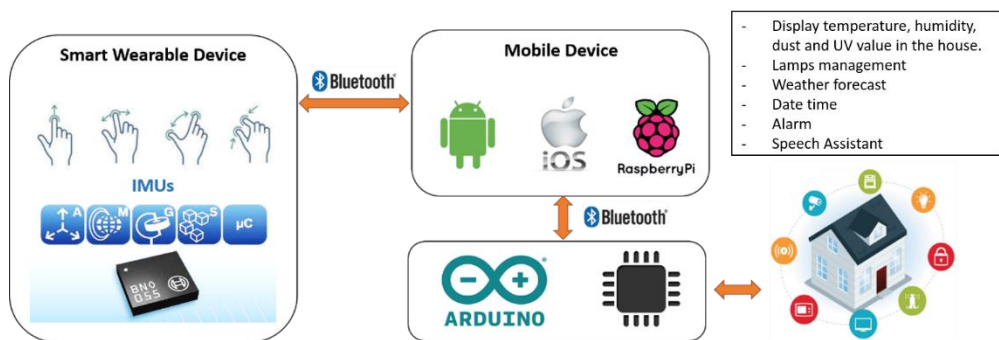 Smart Wearable Device
IMUs
A
M
G
S
µC
BNO
055
Bluetooth®
Mobile Device
iOS
RaspberryPi
Bluetooth®
ARDUINO
- Display temperature, humidity,
dust and UV value in the house.
- Lamps management
- Weather forecast
- Date time
- Alarm
- Speech Assistant